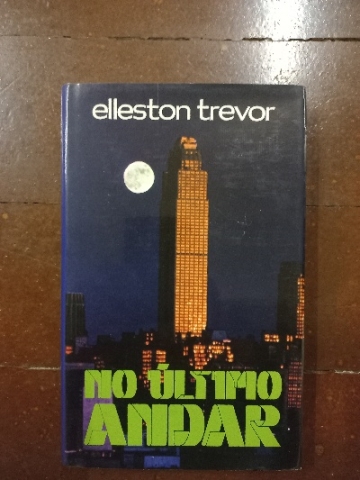 elleston trevor
NO ÚLTIMO
ANDAR